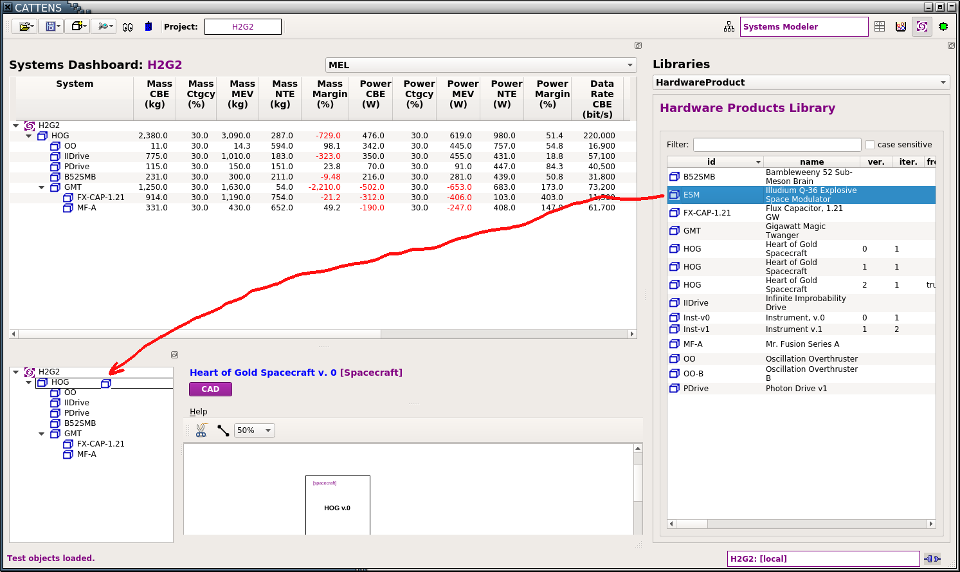 CATTENS
Project: H2G2 Systems Modeler
Systems Dashboard: H2G2 MEL
System Mass CBE (kg) Mass Ctgcy (%) Mass MEV (kg) Mass NTE (kg) Mass Margin (%) Power CBE (W) Power Ctgcy (%) Power MEV (W) Power NTE (W) Power Margin (%) Data Rate CBE (bit/s)
H2G2
HOG 2,380.0 30.0 3,090.0 287.0 -729.0 476.0 30.0 619.0 980.0 51.4 220,000
OO 11.0 30.0 14.3 594.0 98.1 342.0 30.0 445.0 757.0 54.8 16,900
IIDrive 775.0 30.0 1,010.0 183.0 -323.0 350.0 30.0 455.0 431.0 18.8 57,100
PDrive 115.0 30.0 150.0 151.0 23.8 70.0 30.0 91.0 447.0 84.3 40,500
B52SMB 231.0 30.0 300.0 211.0 -9.48 216.0 30.0 281.0 439.0 50.8 31,800
GMT 1,250.0 30.0 1,630.0 54.0 -2,210.0 -502.0 30.0 -653.0 683.0 173.0 73,200
FX-CAP-1.21 914.0 30.0 1,190.0 754.0 -21.2 -312.0 30.0 -406.0 103.0 403.0
MF-A 331.0 30.0 430.0 652.0 49.2 -190.0 30.0 -247.0 408.0 147.0 61,700
Libraries
HardwareProduct
Hardware Products Library
Filter: case sensitive
id name ver. iter. fr
B52SMB Bambleweeny 52 Sub-
Meson Brain
ESM Illudium Q-36 Explosive
Space Modulator
FX-CAP-1.21 Flux Capacitor, 1.21
GW
GMT Gigawatt Magic
Twanger
HOG Heart of Gold
Spacecraft 0 1
HOG Heart of Gold
Spacecraft 1 1
HOG Heart of Gold
Spacecraft 2 1 tru
IIDrive Infinite Improbability
Drive
Inst-v0 Instrument, v.0 0 1
Inst-v1 Instrument v.1 1 2
MF-A Mr. Fusion Series A
OO Oscillation Overthruster
OO-B Oscillation Overthruster
B
PDrive Photon Drive v1
H2G2
HOG
OO
IIDrive
PDrive
B52SMB
GMT
FX-CAP-1.21
MF-A
Heart of Gold Spacecraft v. 0 [Spacecraft]
CAD
Help
50%
[spacecraft]
HOG v.0
Test objects loaded.
H2G2: [local]